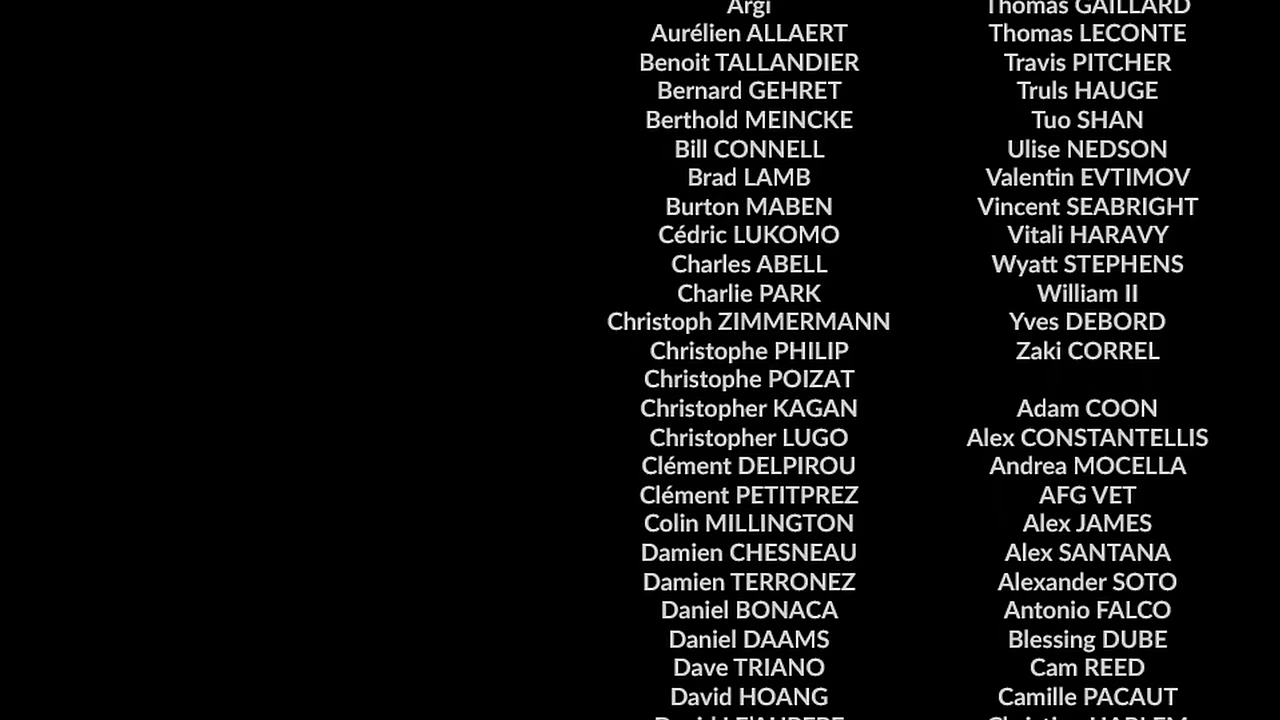 Argi
Aurélien ALLAERT
Benoit TALLANDIER
Bernard GEHRET
Berthold MEINCKE
Bill CONNELL
Brad LAMB
Burton MABEN
Cédric LUKOMO
Charles ABELL
Charlie PARK
Christoph ZIMMERMANN
Christophe PHILIP
Christophe POIZAT
Christopher KAGAN
Christopher LUGO
Clément DELPIROU
Clément PETITPREZ
Colin MILLINGTON
Damien CHESNEAU
Damien TERRONEZ
Daniel BONACA
Daniel DAAMS
Dave TRIANO
David HOANG
David
Thomas GAILLARD
Thomas LECONTE
Travis PITCHER
Truls HAUGE
Tuo SHAN
Ulise NEDSON
Valentin EVTIMOV
Vincent SEABRIGHT
Vitali HARAVY
Wyatt STEPHENS
William II
Yves DEBORD
Zaki CORREL
Adam COON
Alex CONSTANTELLIS
Andrea MOCELLA
AFG VET
Alex JAMES
Alex SANTANA
Alexander SOTO
Antonio FALCO
Blessing DUBE
Cam REED
Camille PACAUT